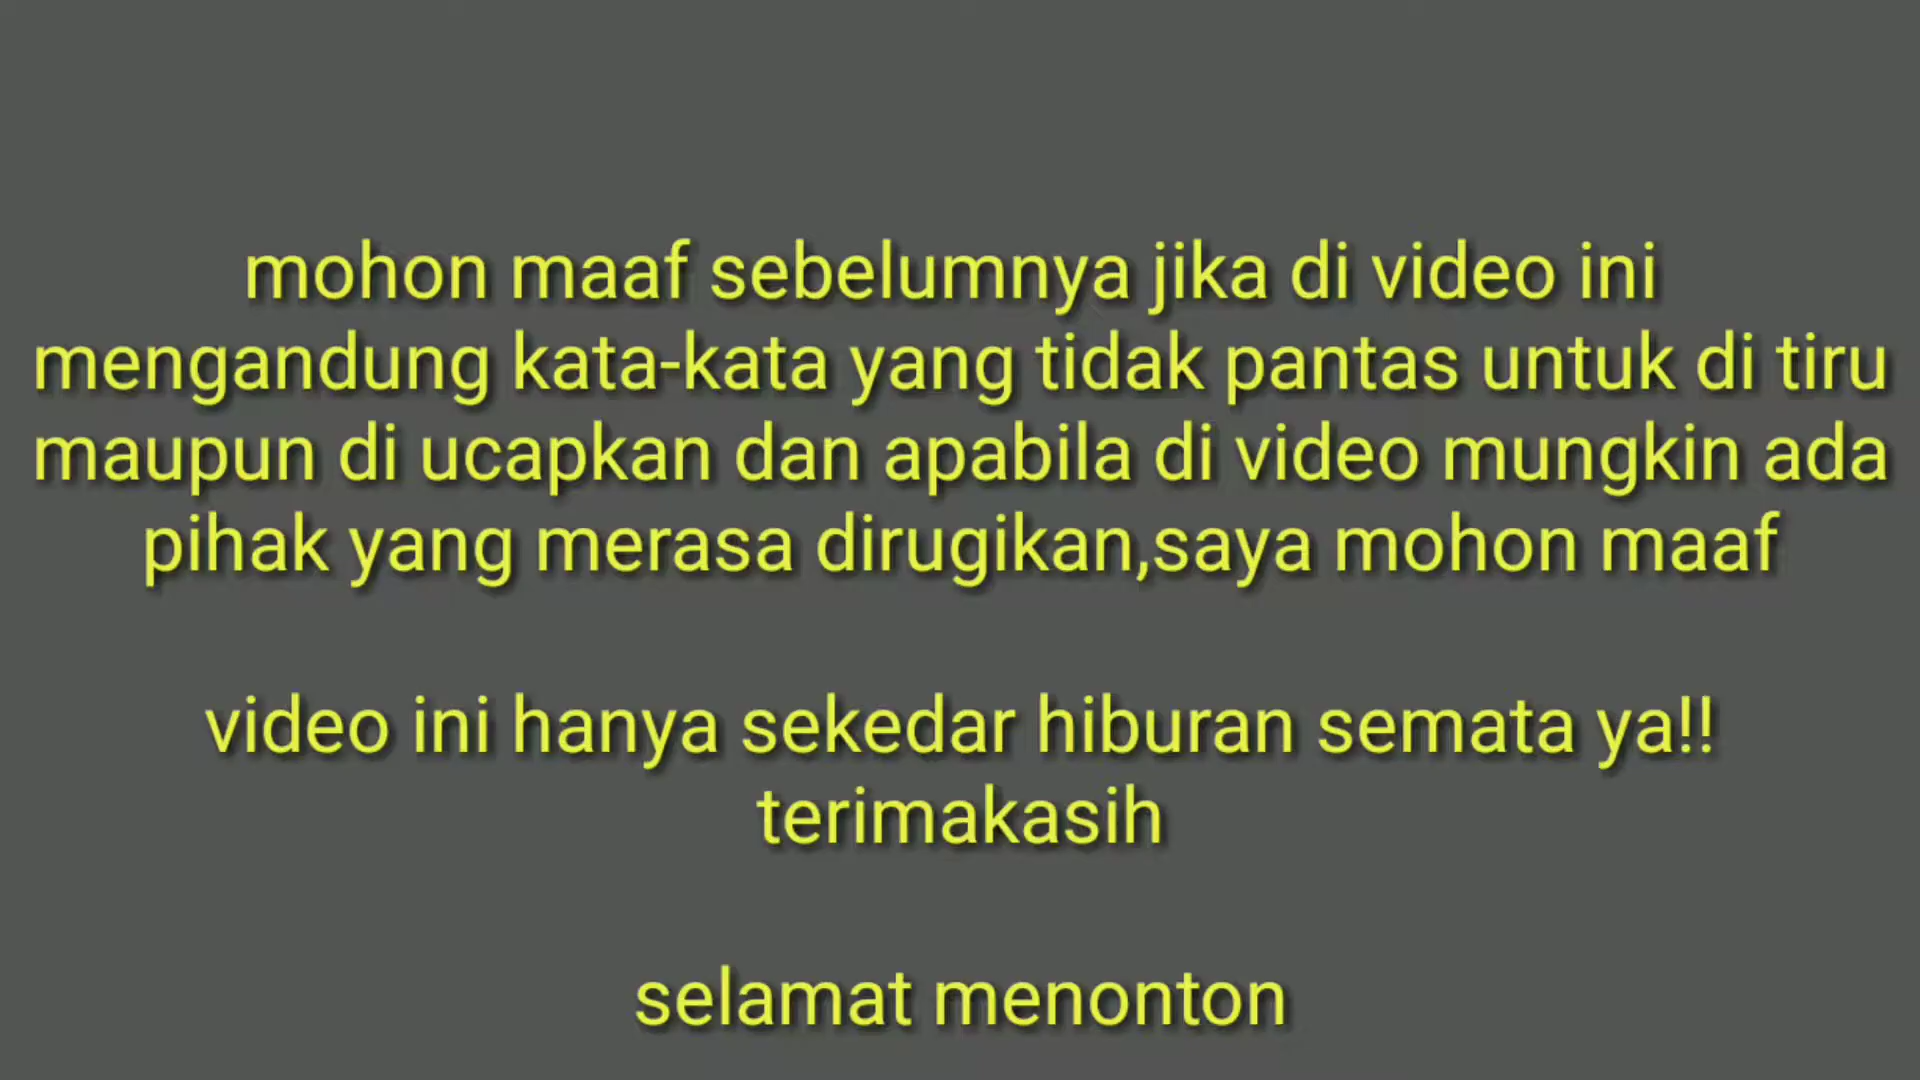 mohon maaf sebelumnya jika di video ini
mengandung kata-kata yang tidak pantas untuk di tiru
maupun di ucapkan dan apabila di video mungkin ada
pihak yang merasa dirugikan,saya mohon maaf
video ini hanya sekedar hiburan semata ya!!
terimakasih
selamat menonton